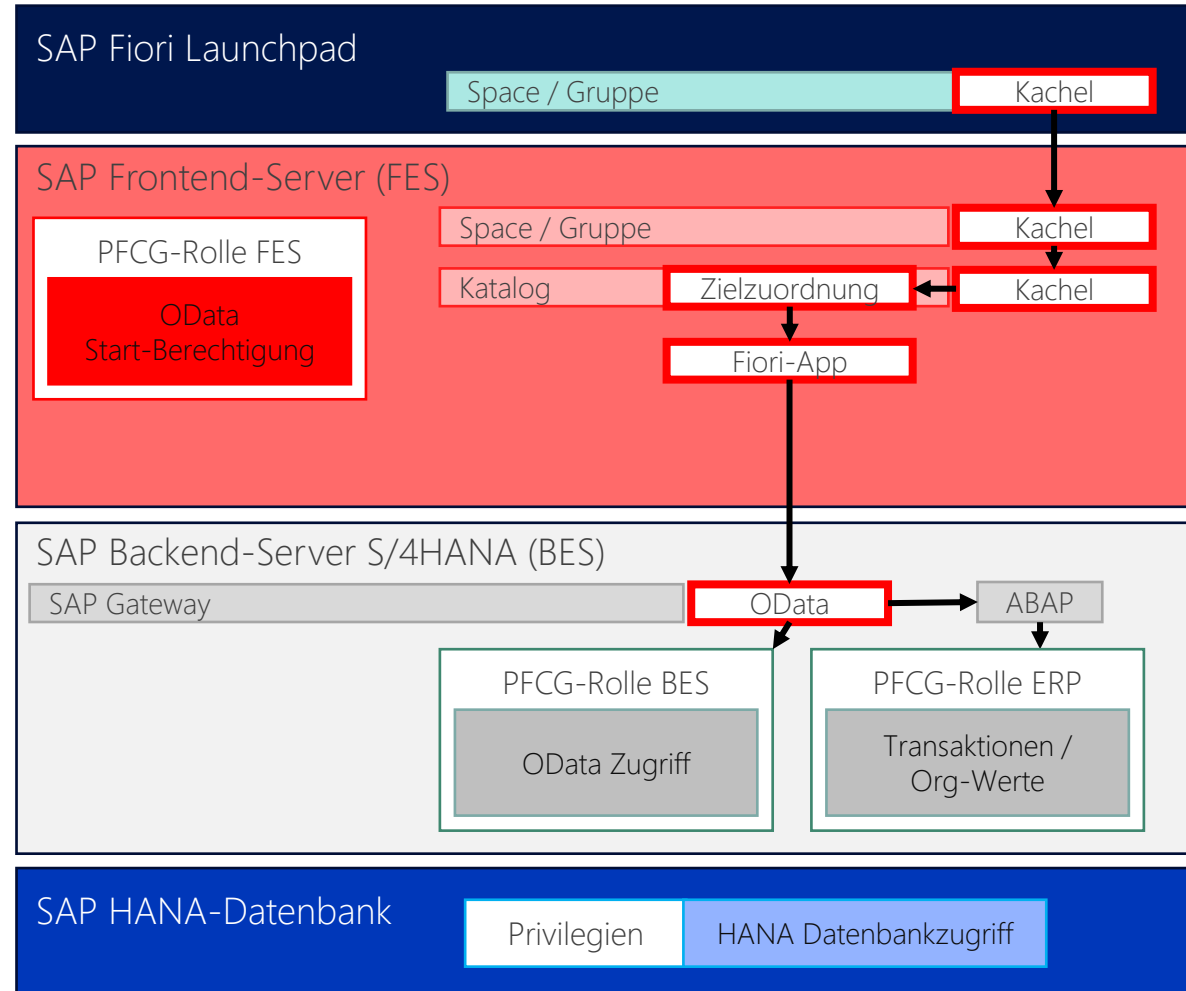 SAP Fiori Launchpad
Space / Gruppe
Kachel
SAP Frontend-Server (FES)
PFCG-Rolle FES
OData
Start-Berechtigung
Space / Gruppe
Kachel
Katalog
Zielzuordnung
Kachel
Fiori-App
SAP Backend-Server S/4HANA (BES)
SAP Gateway
OData
ABAP
PFCG-Rolle BES
OData Zugriff
PFCG-Rolle ERP
Transaktionen /
Org-Werte
SAP HANA-Datenbank
Privilegien
HANA Datenbankzugriff